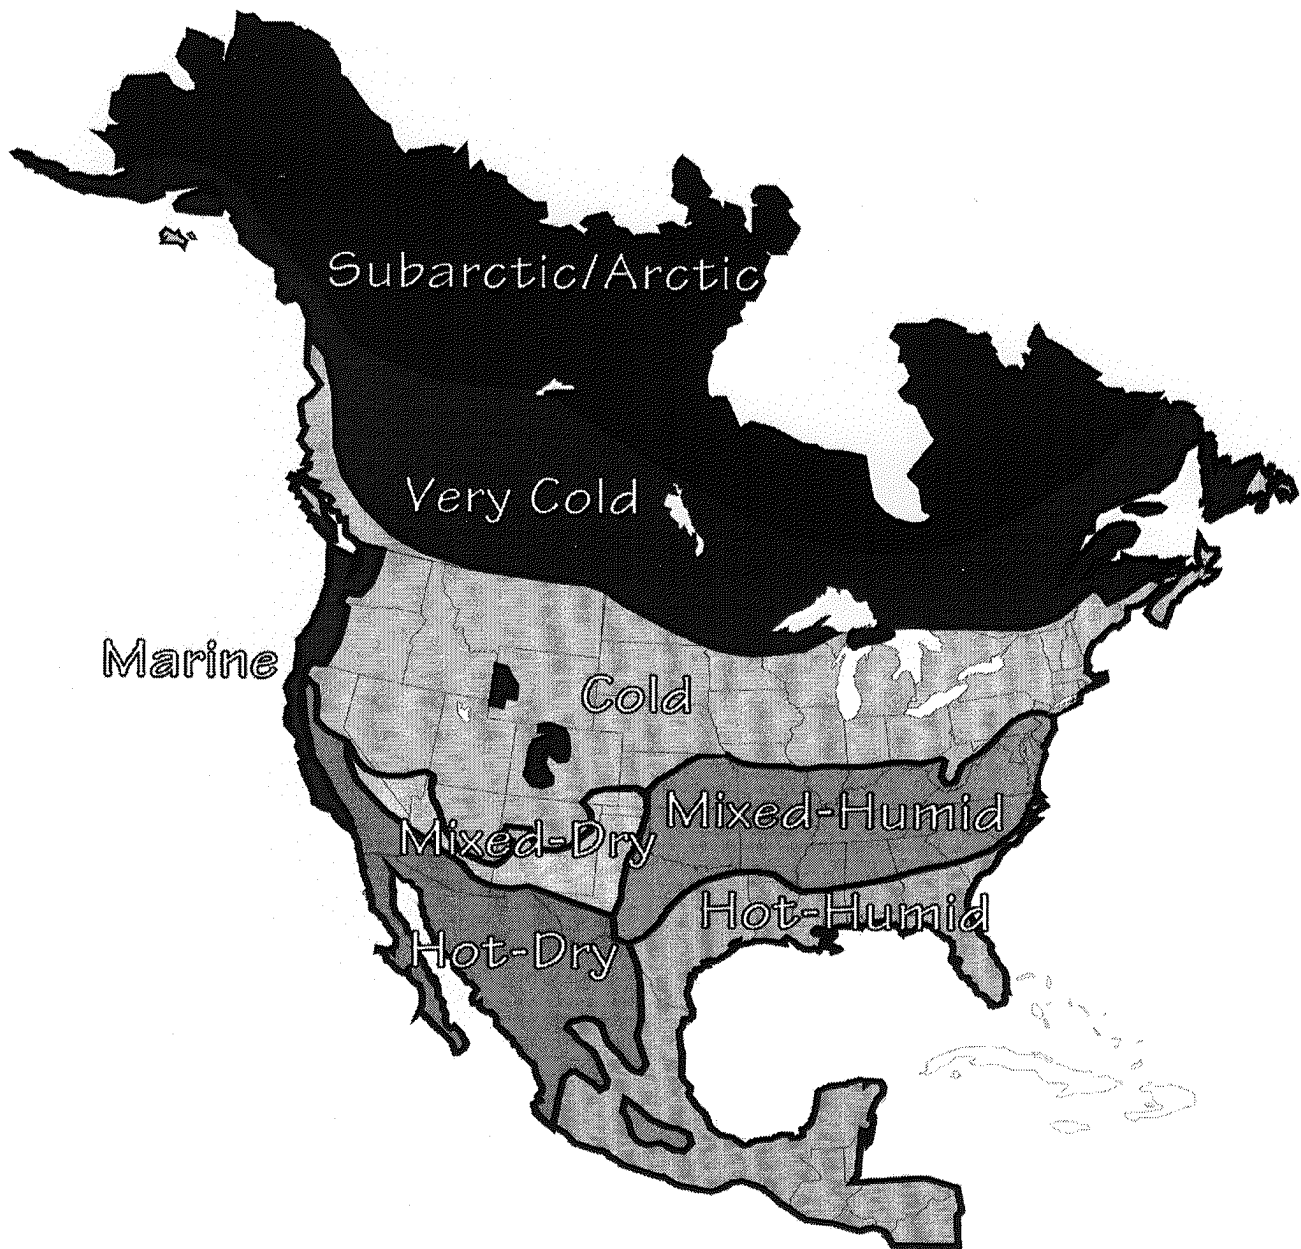 Subarctic/Arctic
Very Cold
Marine
Cold
Mixed-Humid
Mixed-Dry
Hot-Humid
Hot-Dry